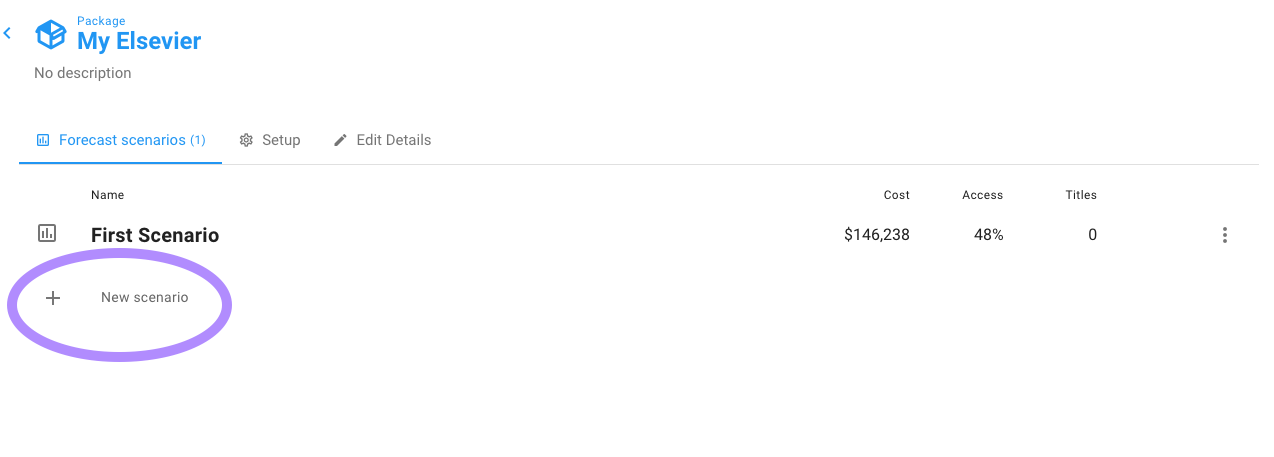 Package
My Elsevier
No description
Forecast scenarios (1) Setup Edit Details
Name Cost Access Titles
First Scenario $146,238 48% 0
New scenario